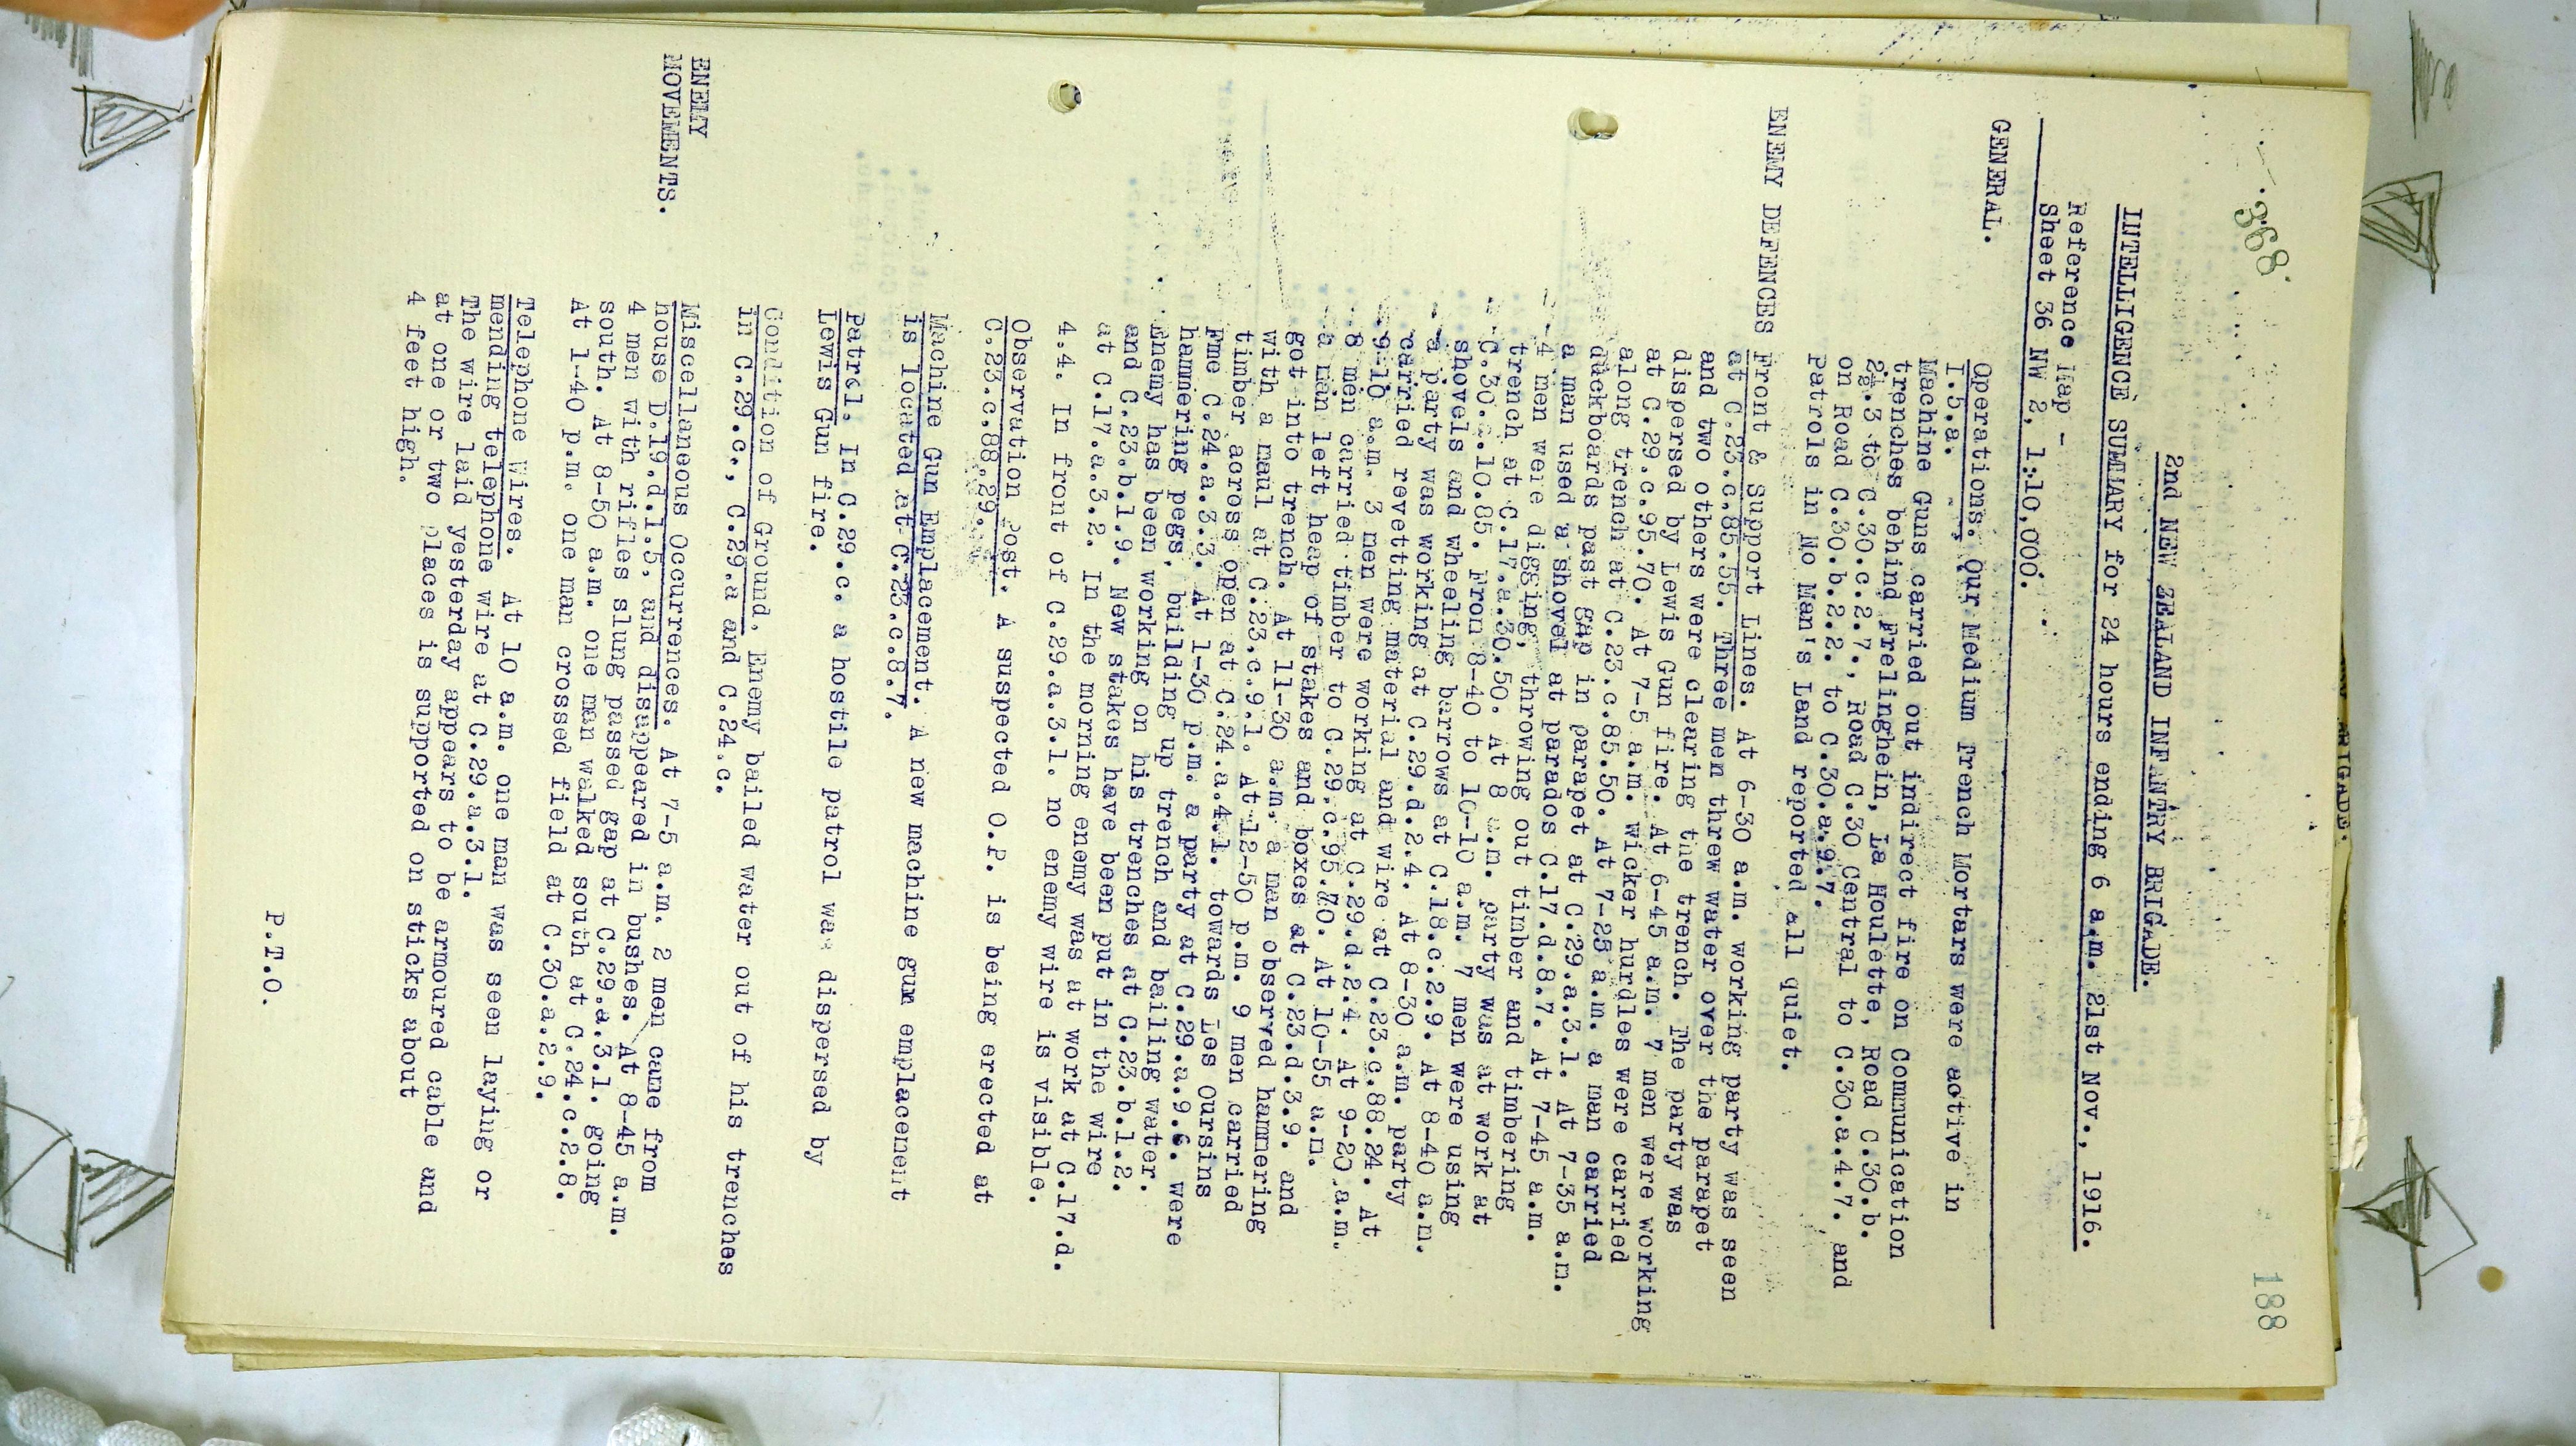 368
188
2nd NEW ZEALAND INFANTRY BRIGADE.
INTELLIGENCE SUMMARY for 24 hours ending 6 a.m. 21st Nov., 1916.
Reference Map -
Sheet 36 NW 2, 1:10,000.
GENERAL.
Operations. Our Medium Trench Mortars were active in
I.5.a.
Machine Guns carried out indirect fire on Communication
trenches behind Frelinghein, La Houlette, Road C.30.b.
2½.3 to C.30.c.2.7., Road C.30 Central to C.30.a.4.7. and
on Road C.30.b.2.2. to C.30.a.9.7.
Patrols in No Man's Land reported all quiet.
ENEMY DEFENCES
Front & Support Lines. At 6-30 a.m. working party was seen
at C.23.c.85.55. Three men threw water over the parapet
and two others were clearing the trench. The party was
dispersed by Lewis Gun fire. At 6-45 a.m. 7 men were working
at C.29.c.95.70. At 7-5 a.m. wicker hurdles were carried
along trench at C.23.c.85.50. At 7-25 a.m. a man carried
duckboards past gap in parapet at C.29.a.3.1. At 7-35 a.m.
a man used a shovel at parados C.17.d.8.7. At 7-45 a.m.
4 men were digging, throwing out timber and timbering
trench at C.17.a.30.50. At 8 a.m. party was at work at
C.30.a.10.85. From 8-40 to 10-10 a.m. 7 men were using
shovels and wheeling barrows at C.18.c.2.9. At 8-40 a.m.
a party was working at C.29.d.2.4. At 8-30 a.m. party
carried revetting material and wire at C.23.c.88.24. At
9-10 a.m. 3 men were working at C.29.d.2.4. At 9-20 a.m.
8 men carried timber to C.29.c.95.70. At 10-55 a.m.
a man left heap of stakes and boxes at C.23.d.3.9. and
got into trench. At 11-30 a.m. a man observed hammering
with a maul at C.23.c.9.1. At 12-50 p.m. 9 men carried
timber across open at C.24.a.4.1. towards Les Oursins
Fme C.24.a.3.3. At 1-30 p.m. a party at C.29.a.9.6. were
hammering pegs, building up trench and bailing water.
Enemy has been working on his trenches at C.23.b.1.2.
and C.23.b.1.9. New stakes have been put in the wire
at C.17.a.3.2. In the morning enemy was at work at C.17.d.
4.4. In front of C.29.a.3.1. no enemy wire is visible.
Observation Post. A suspected O.P. is being erected at
C.23.c.88.29.
Machine Gun Emplacement. A new machine gun emplacement
is located at C.23.c.8.7.
Patrol. In C.29.c. a hostile patrol was dispersed by
Lewis Gun fire.
Condition of Ground. Enemy bailed water out of his trenches
in C.29.c., C.29.a and C.24.c.
ENEMY
MOVEMENTS.
Miscellaneous Occurrences. At 7-5 a.m. 2 men came from
house D.19.d.1.5. and disappeared in bushes. At 8-45 a.m.
4 men with rifles slung passed gap at C.29.a.3.1. going
south. At 8-50 a.m. one man walked south at C.24.c.2.8.
At 1-40 p.m. one man crossed field at C.30.a.2.9.
Telephone Wires. At 10 a.m. one man was seen laying or
mending telephone wire at C.29.a.3.1.
The wire laid yesterday appears to be armoured cable and
at one or two places is supported on sticks about
4 feet high.
P.T.O.